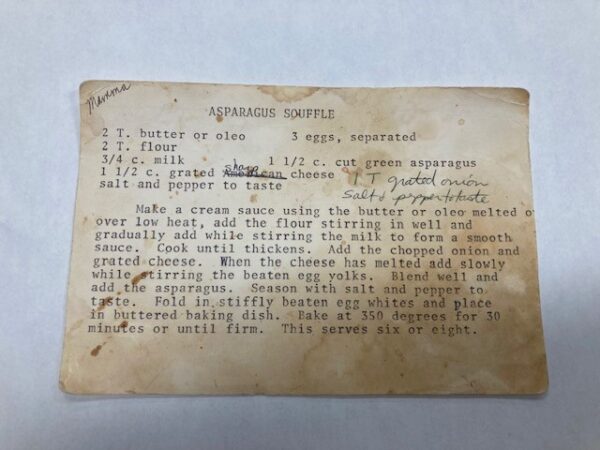 Mamma
ASPARAGUS SOUFFLE
2 T. butter or oleo 3 eggs, separated
2 T. flour
3/4 c. milk 1 1/2 c. cut green asparagus
1 1/2 c. grated American sharp cheese 1 T grated onion
salt and pepper to taste salt & pepper to taste
Make a cream sauce using the butter or oleo melted o
over low heat, add the flour stirring in well and
gradually add while stirring the milk to form a smooth
sauce. Cook until thickens. Add the chopped onion and
grated cheese. When the cheese has melted add slowly
while stirring the beaten egg yolks. Blend well and
add the asparagus. Season with salt and pepper to
taste. Fold in stiffly beaten egg whites and place
in buttered baking dish. Bake at 350 degrees for 30
minutes or until firm. This serves six or eight.